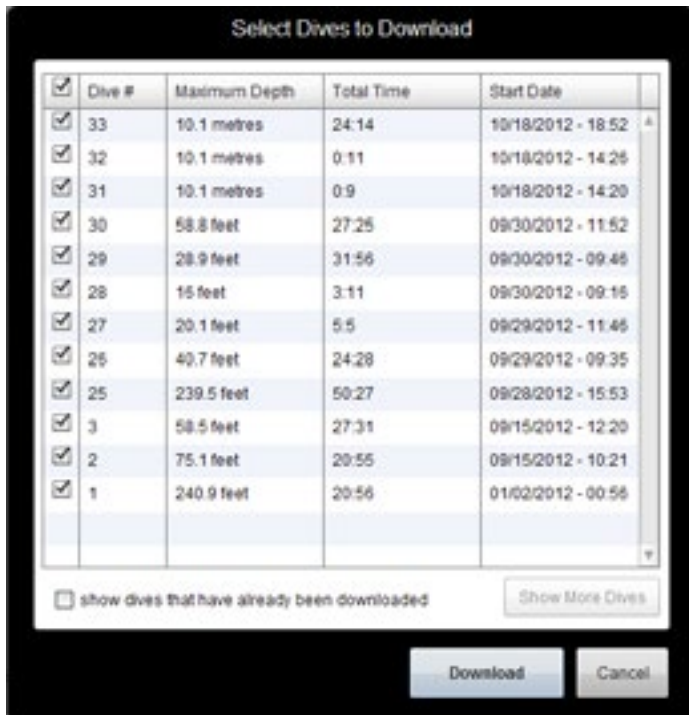 Select Dives to Download
Dive # Maximum Depth Total Time Start Date
33 10.1 metres 24:14 10/18/2012 - 18:52
32 10.1 metres 0:11 10/18/2012 - 14:26
31 10.1 metres 0:9 10/18/2012 - 14:20
30 58.8 feet 27:25 09/30/2012 - 11:52
29 28.9 feet 31:56 09/30/2012 - 09:46
28 16 feet 3:11 09/30/2012 - 09:16
27 20.1 feet 5:5 09/29/2012 - 11:46
26 40.7 feet 24:28 09/29/2012 - 09:35
25 239.5 feet 50:27 09/28/2012 - 15:53
3 58.5 feet 27:31 09/15/2012 - 12:20
2 75.1 feet 20:55 09/15/2012 - 10:21
1 240.9 feet 20:56 01/02/2012 - 00:56
show dives that have already been downloaded Show More Dives
Download Cancel